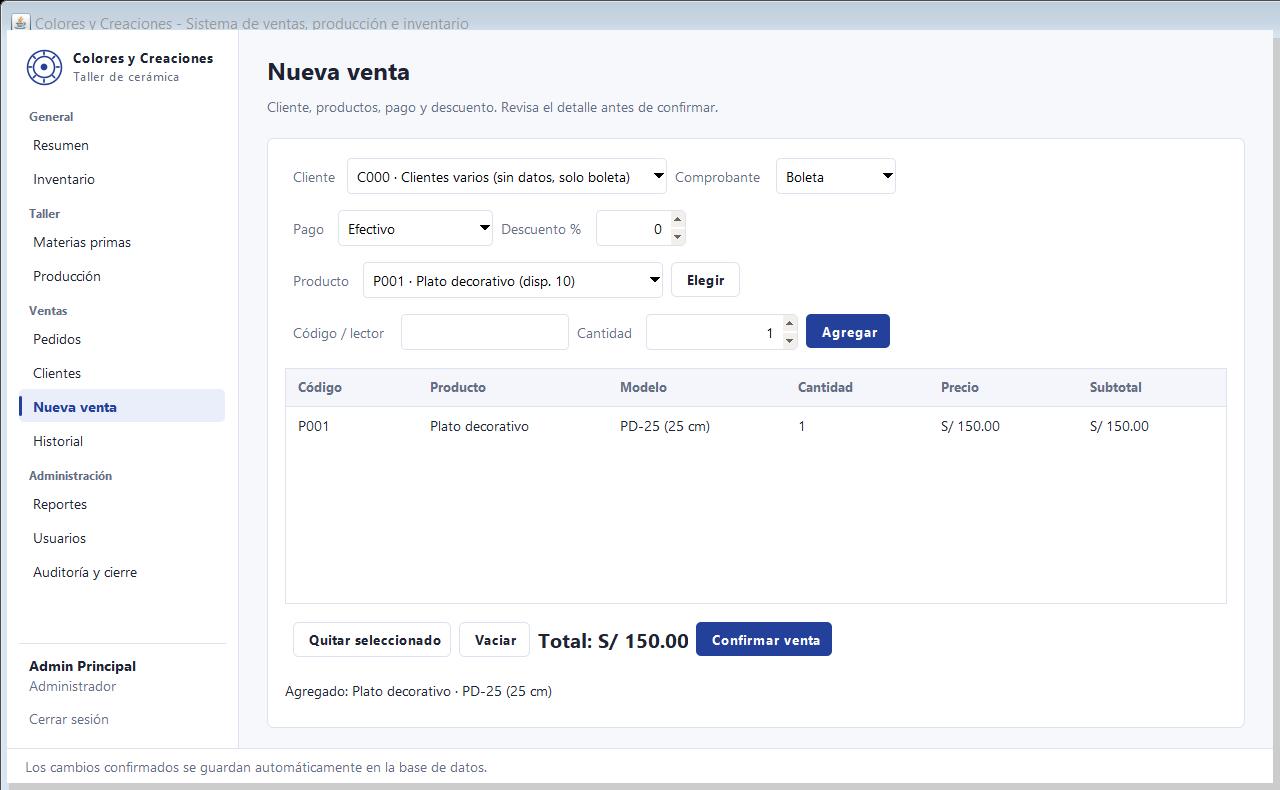 Colores y Creaciones - Sistema de ventas, producción e inventario
Colores y Creaciones
Taller de cerámica
General
Resumen
Inventario
Taller
Materias primas
Producción
Ventas
Pedidos
Clientes
Nueva venta
Historial
Administración
Reportes
Usuarios
Auditoría y cierre
Admin Principal
Administrador
Cerrar sesión
Nueva venta
Cliente, productos, pago y descuento. Revisa el detalle antes de confirmar.
Cliente C000 · Clientes varios (sin datos, solo boleta) Comprobante Boleta
Pago Efectivo Descuento % 0
Producto P001 · Plato decorativo (disp. 10) Elegir
Código / lector Cantidad 1 Agregar
Código Producto Modelo Cantidad Precio Subtotal
P001 Plato decorativo PD-25 (25 cm) 1 S/ 150.00 S/ 150.00
Quitar seleccionado Vaciar Total: S/ 150.00 Confirmar venta
Agregado: Plato decorativo · PD-25 (25 cm)
Los cambios confirmados se guardan automáticamente en la base de datos.